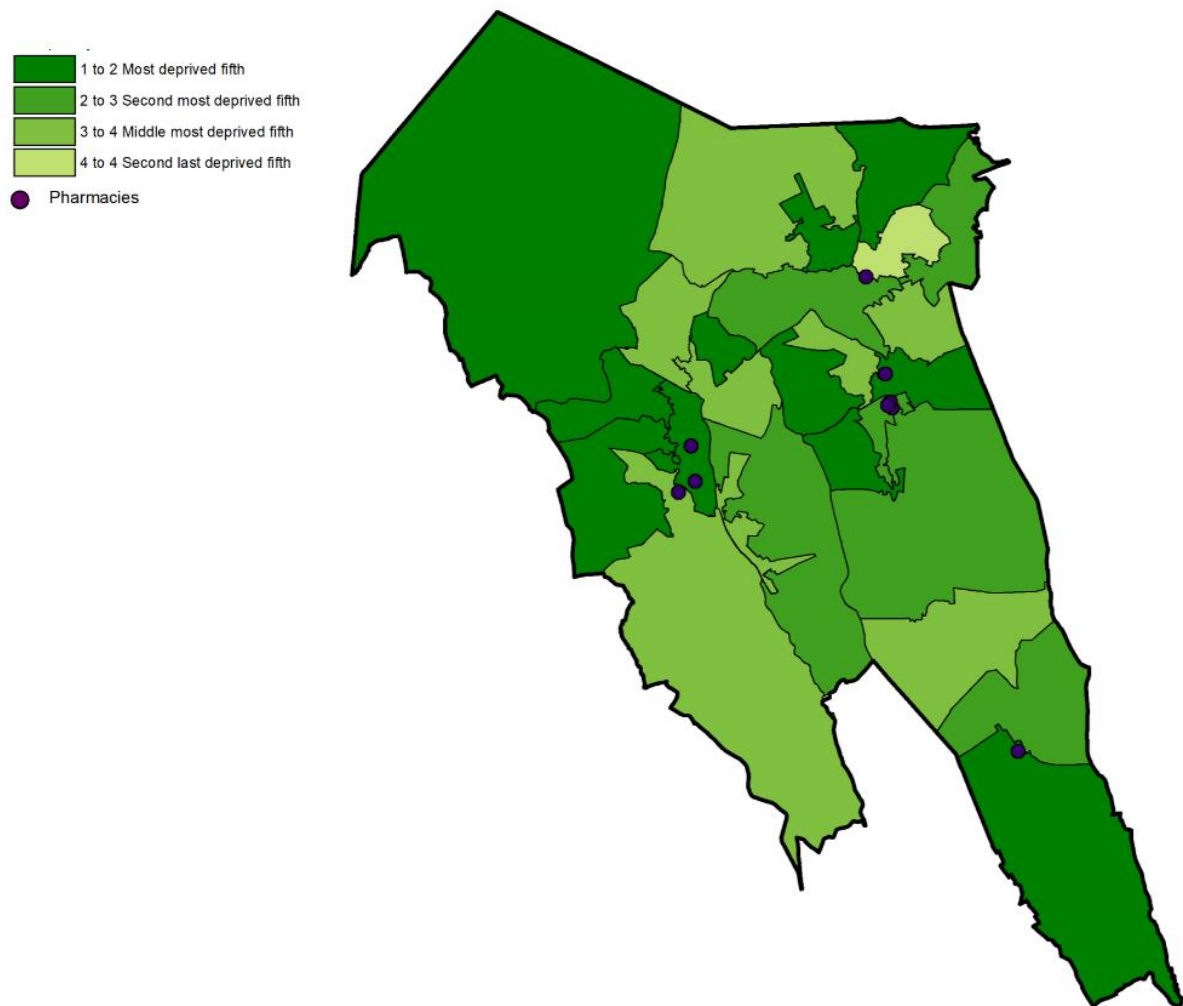 1 to 2 Most deprived fifth
2 to 3 Second most deprived fifth
3 to 4 Middle most deprived fifth
4 to 4 Second last deprived fifth
Pharmacies